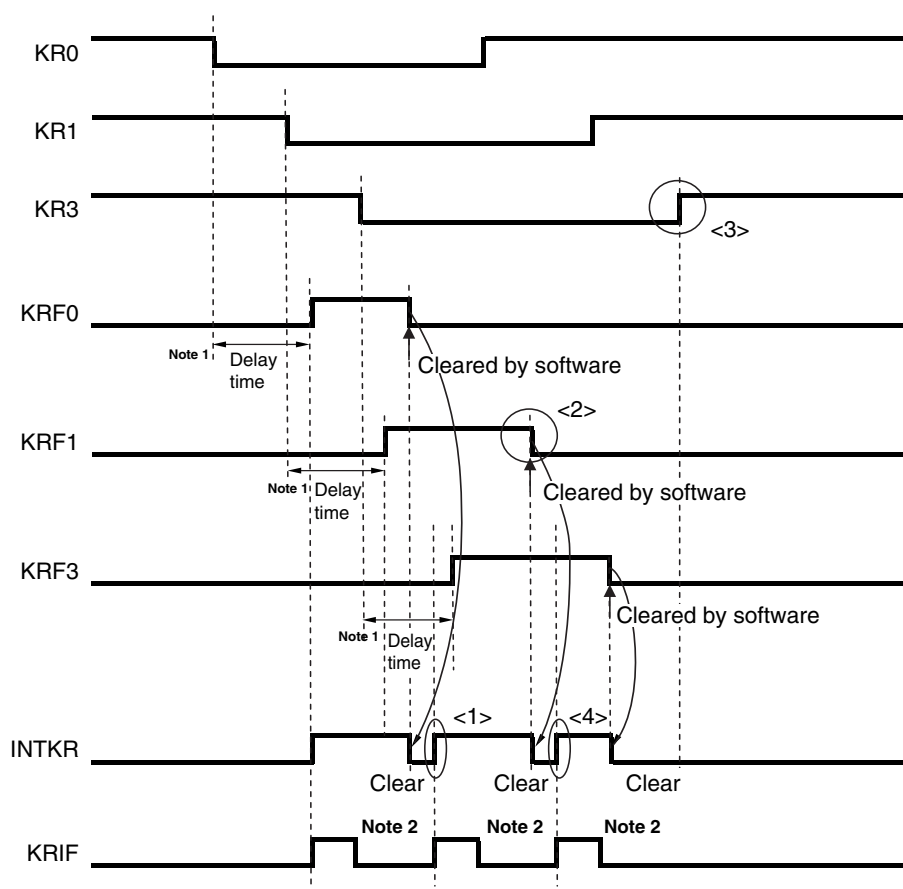 KR0
KR1
KR3
<3>
KRF0
Note 1 Delay
time
Cleared by software
<2>
KRF1
Note 1 Delay
time
Cleared by software
KRF3
Cleared by software
Note 1 Delay
time
<1>
<4>
INTKR
Clear
Clear
Clear
Note 2
Note 2
Note 2
KRIF